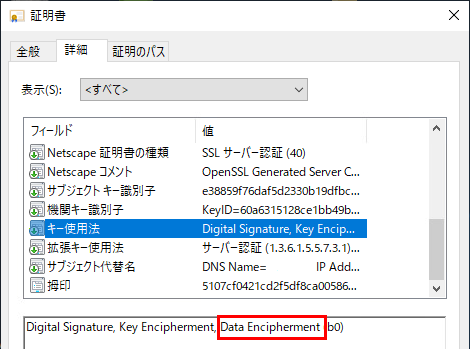 証明書
全般 詳細 証明のパス
表示(S): <すべて>
フィールド 値
Netscape 証明書の種類 SSL サーバー認証 (40)
Netscape コメント OpenSSL Generated Server C...
サブジェクト キー識別子 e38859f76daf5d2330b19dfbc...
機関キー識別子 KeyID=60a6315128ce1bb49b...
キー使用法 Digital Signature, Key Encip...
拡張キー使用法 サーバー認証 (1.3.6.1.5.5.7.3.1)
サブジェクト代替名 DNS Name= IP Add...
拇印 5107cf0421cd2f5df8ca00586...
Digital Signature, Key Encipherment, Data Encipherment (b0)